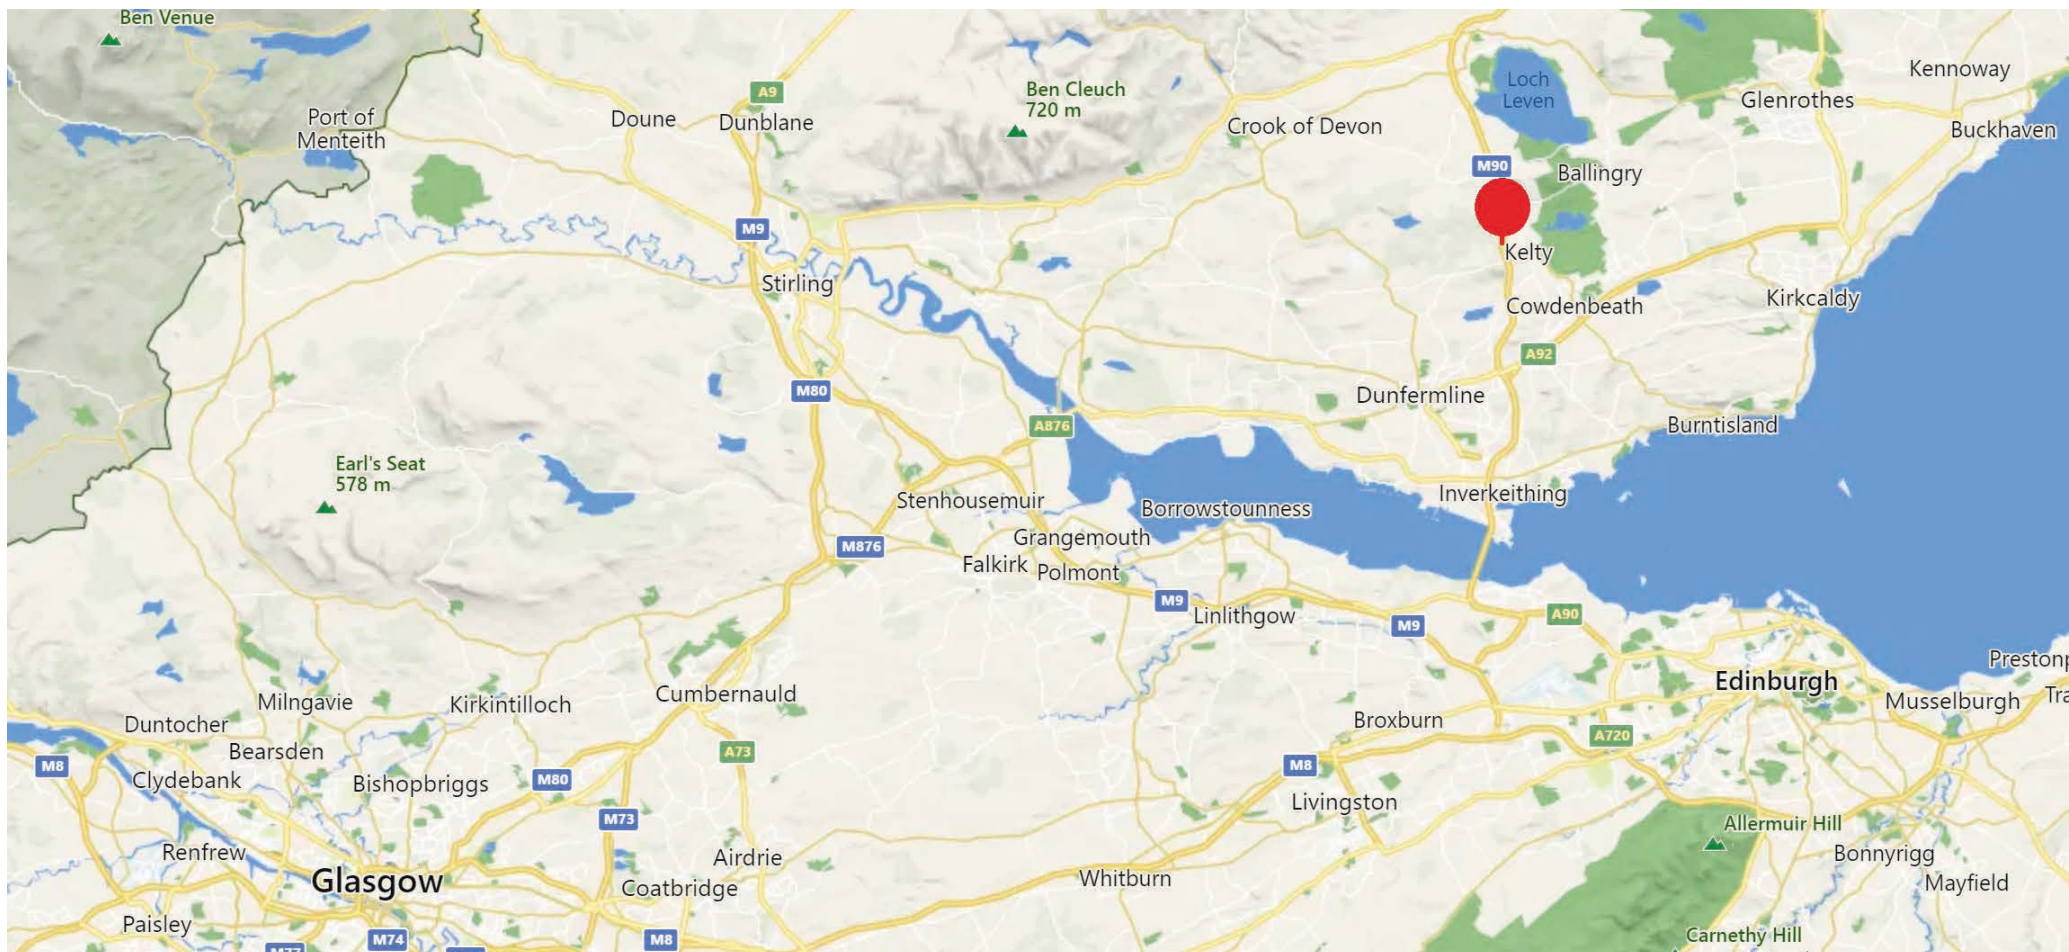 Ben Venue
Port of
Menteith
Doune
A9
Dunblane
Ben Cleuch
720 m
Crook of Devon
Loch
Leven
Kennoway
Glenrothes
Buckhaven
M90
Ballingry
M9
Kelty
Stirling
Cowdenbeath
Kirkcaldy
A92
M80
Dunfermline
A876
Burntisland
Earl's Seat
578 m
Stenhousemuir
Borrowstounness
Inverkeithing
M876
Grangemouth
Falkirk
Polmont
M9
Linlithgow
M9
A90
Prestonp
Edinburgh
Musselburgh
Tra
Milngavie
Kirkintilloch
Cumbernauld
Duntocher
Bearsden
M8
Clydebank
Bishopbriggs
M80
A73
Broxburn
A720
M8
Livingston
M73
Renfrew
Airdrie
Allermuir Hill
Bonnyrigg
Glasgow
Coatbridge
Whitburn
Mayfield
Paisley
M74
M8
Carnethy Hill